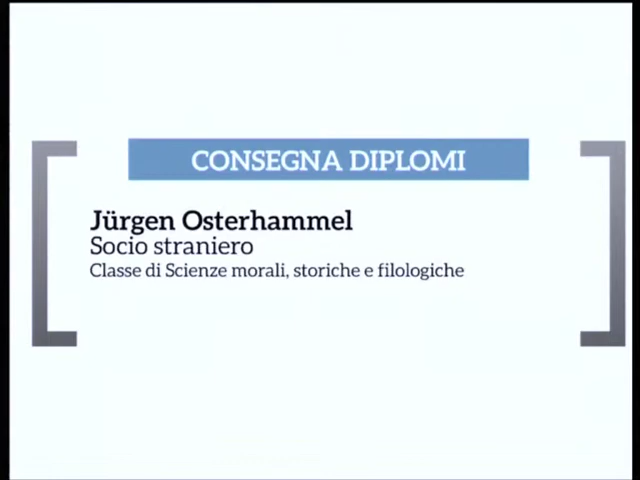 CONSEGNA DIPLOMI
Jürgen Osterhammel
Socio straniero
Classe di Scienze morali, storiche e filologiche